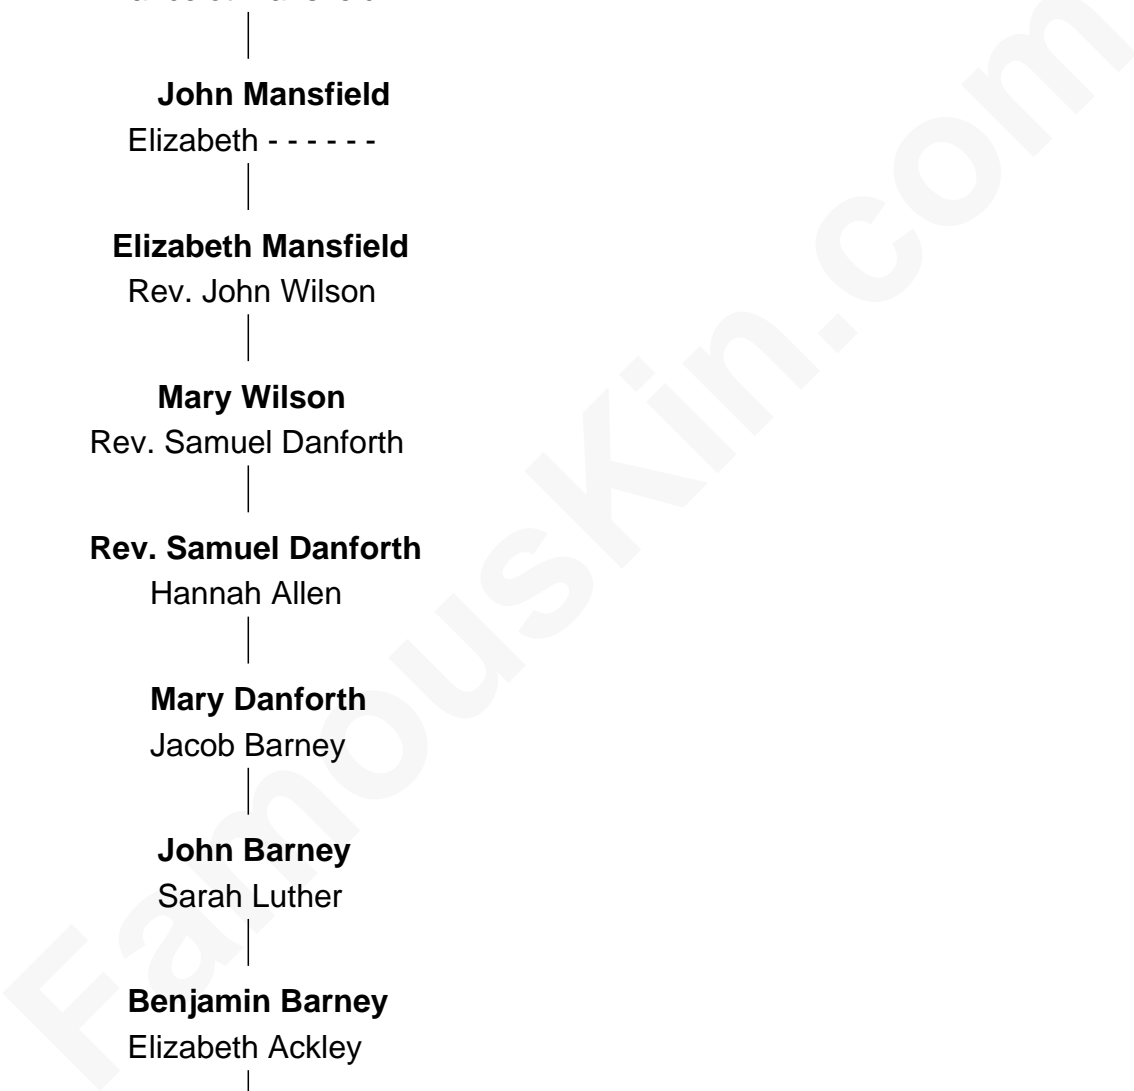 John Mansfield
Elizabeth - - - - - -
Elizabeth Mansfield
Rev. John Wilson
Mary Wilson
Rev. Samuel Danforth
Rev. Samuel Danforth
Hannah Allen
Mary Danforth
Jacob Barney
John Barney
Sarah Luther
Benjamin Barney
Elizabeth Ackley
FamousKin.com